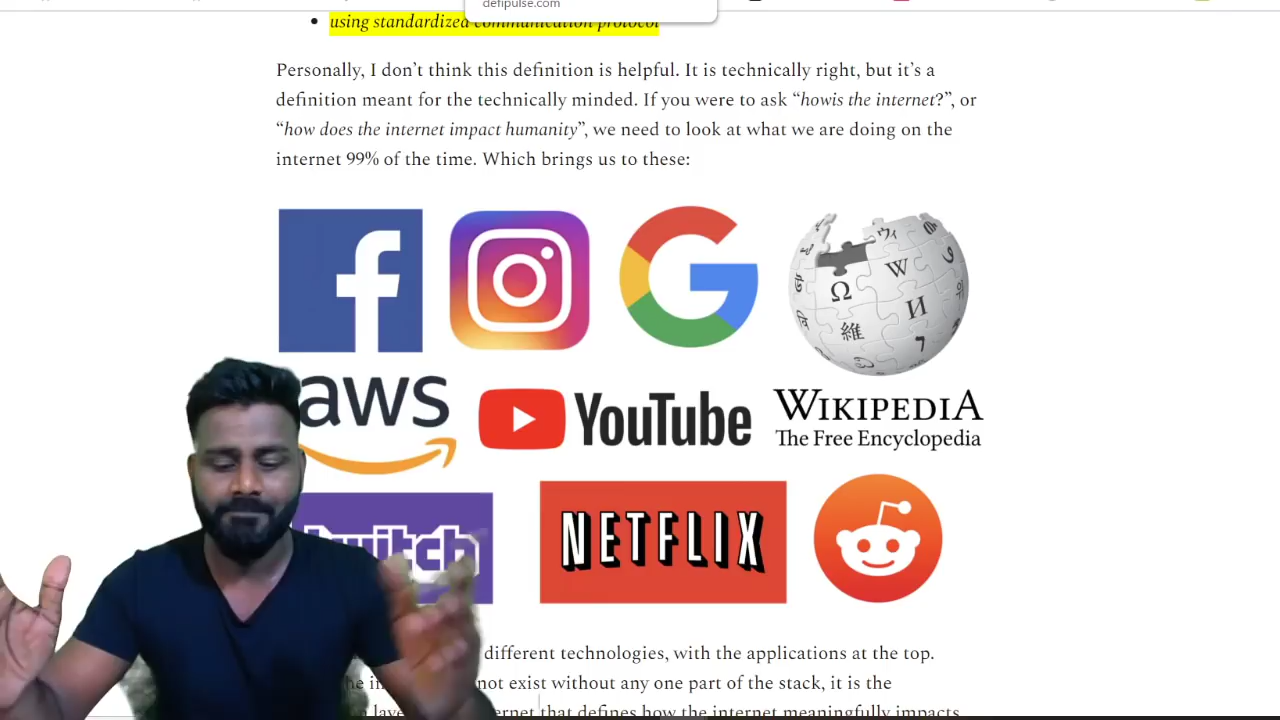 defipulse.com
• using standardized communication protocol
Personally, I don’t think this definition is helpful. It is technically right, but it’s a
definition meant for the technically minded. If you were to ask “howis the internet?”, or
“how does the internet impact humanity”, we need to look at what we are doing on the
internet 99% of the time. Which brings us to these:
aws
YouTube
WIKIPEDIA
The Free Encyclopedia
twitch
NETFLIX
different technologies, with the applications at the top.
not exist without any one part of the stack, it is the
that defines how the internet meaningfully impacts